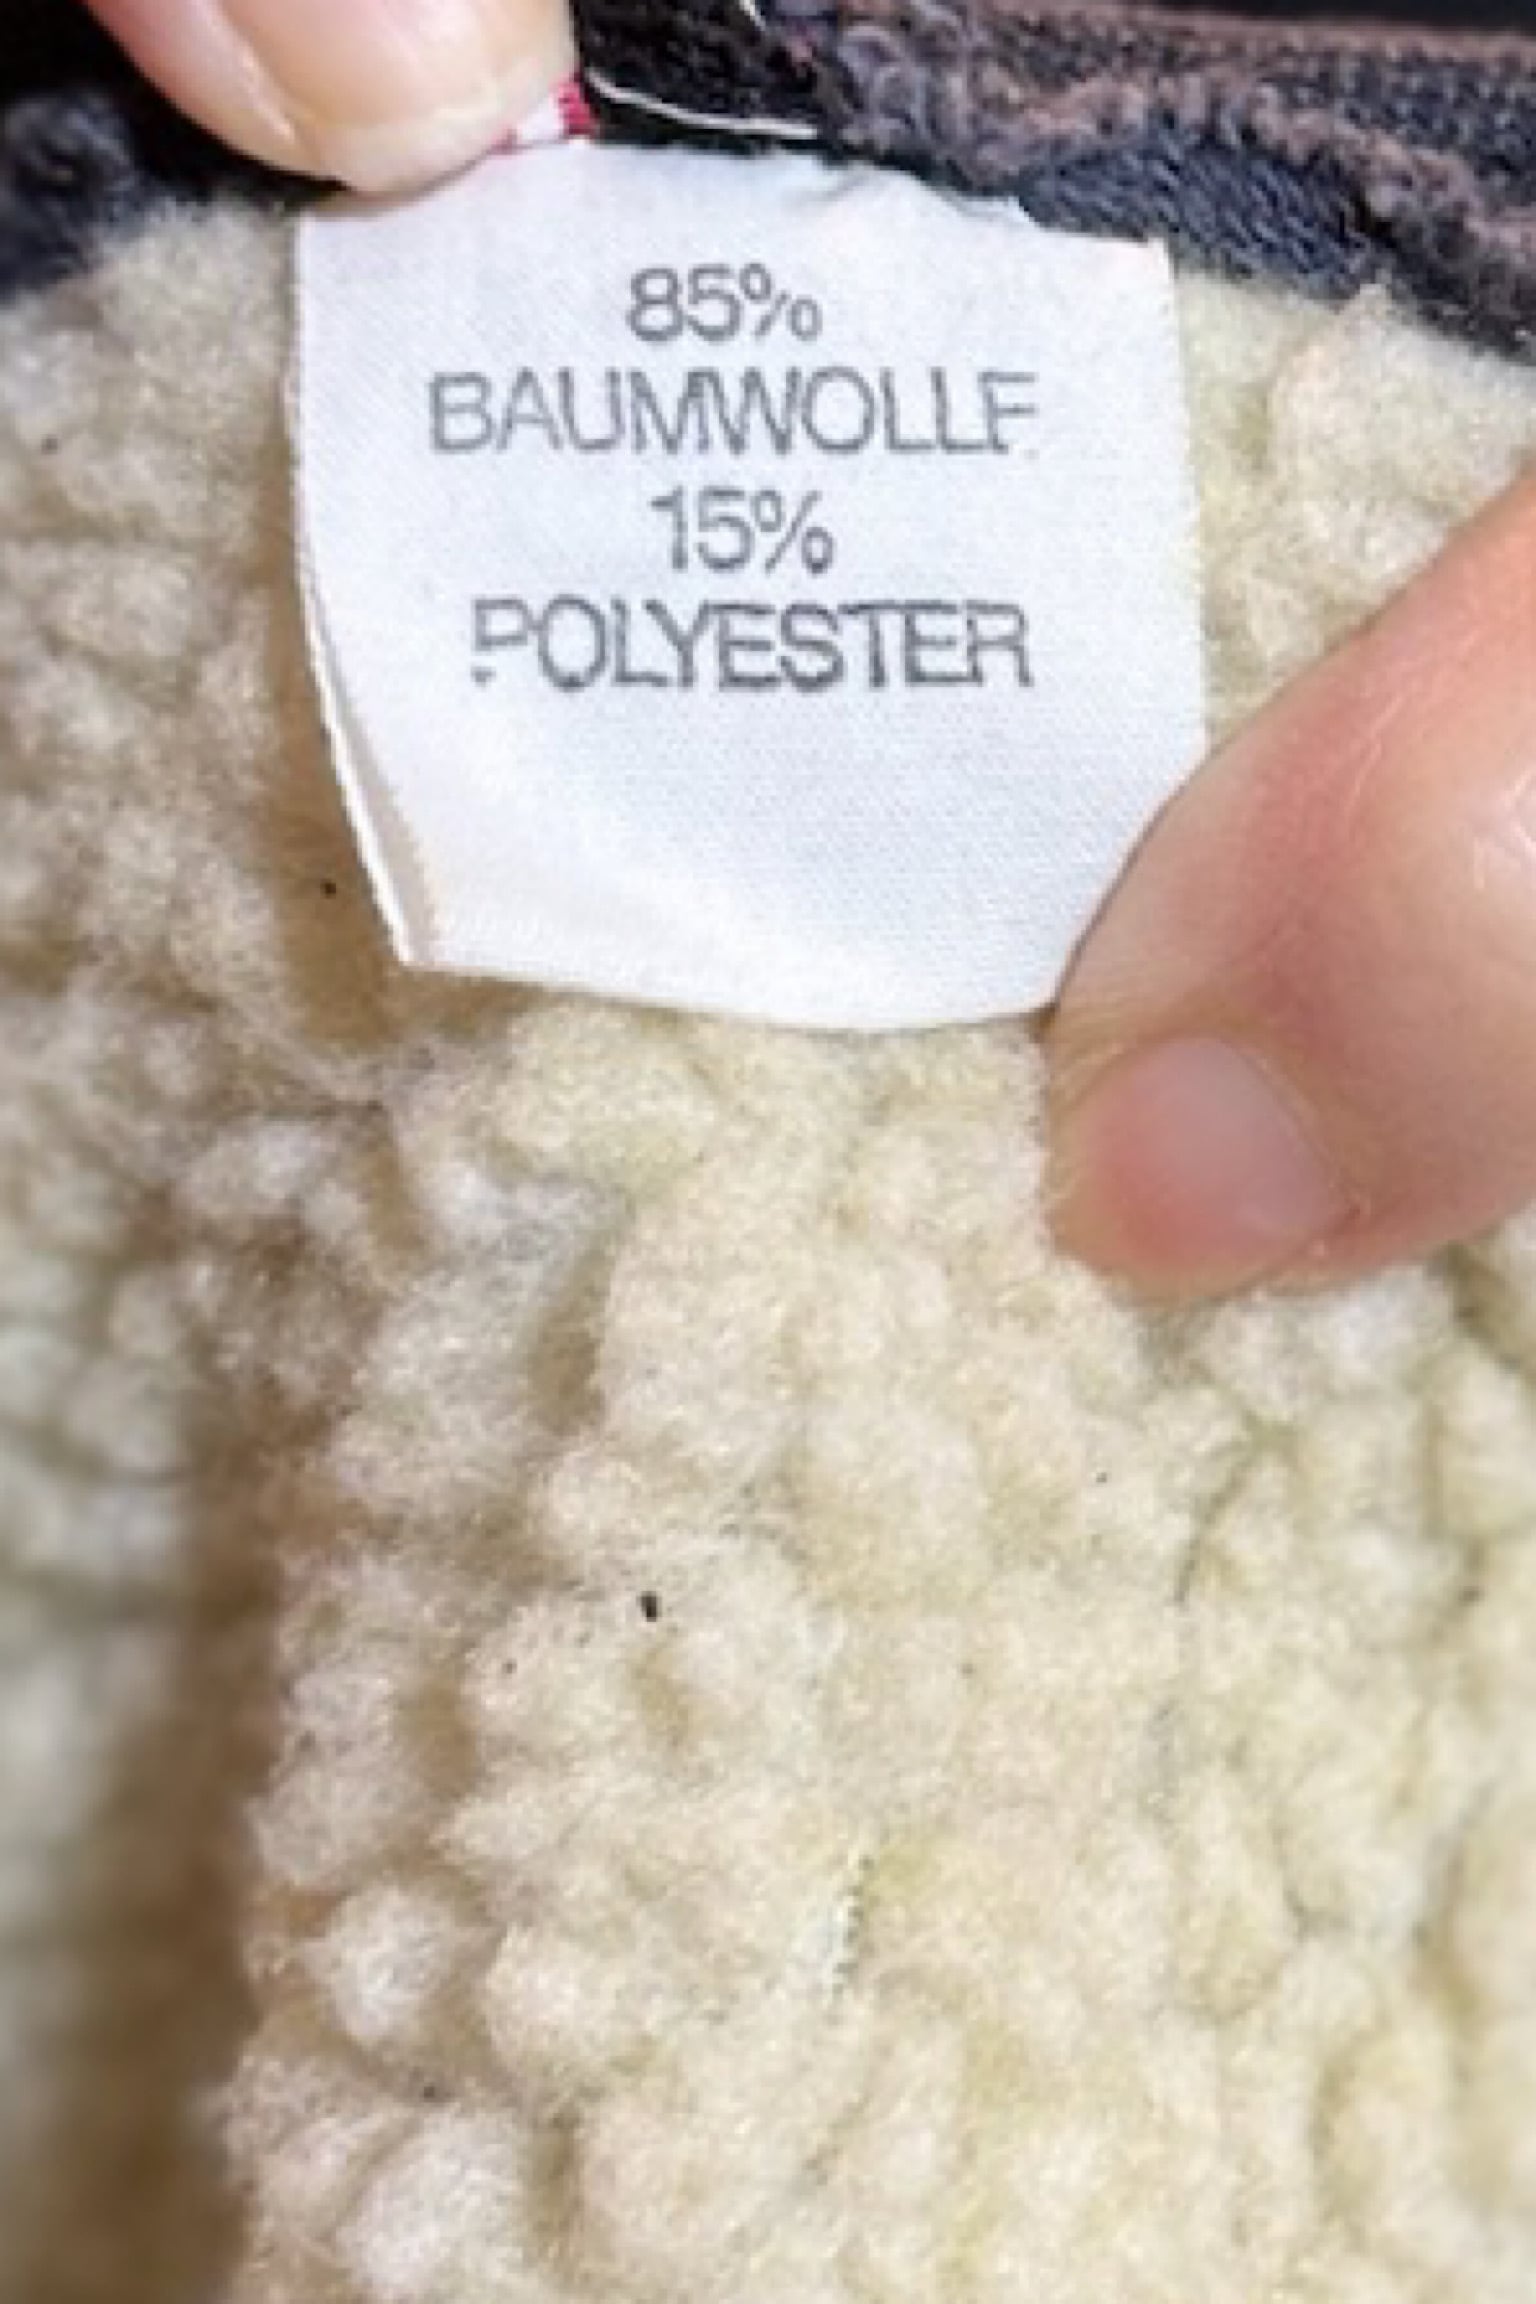 85%
BAUMWOLLE
15%
POLYESTER